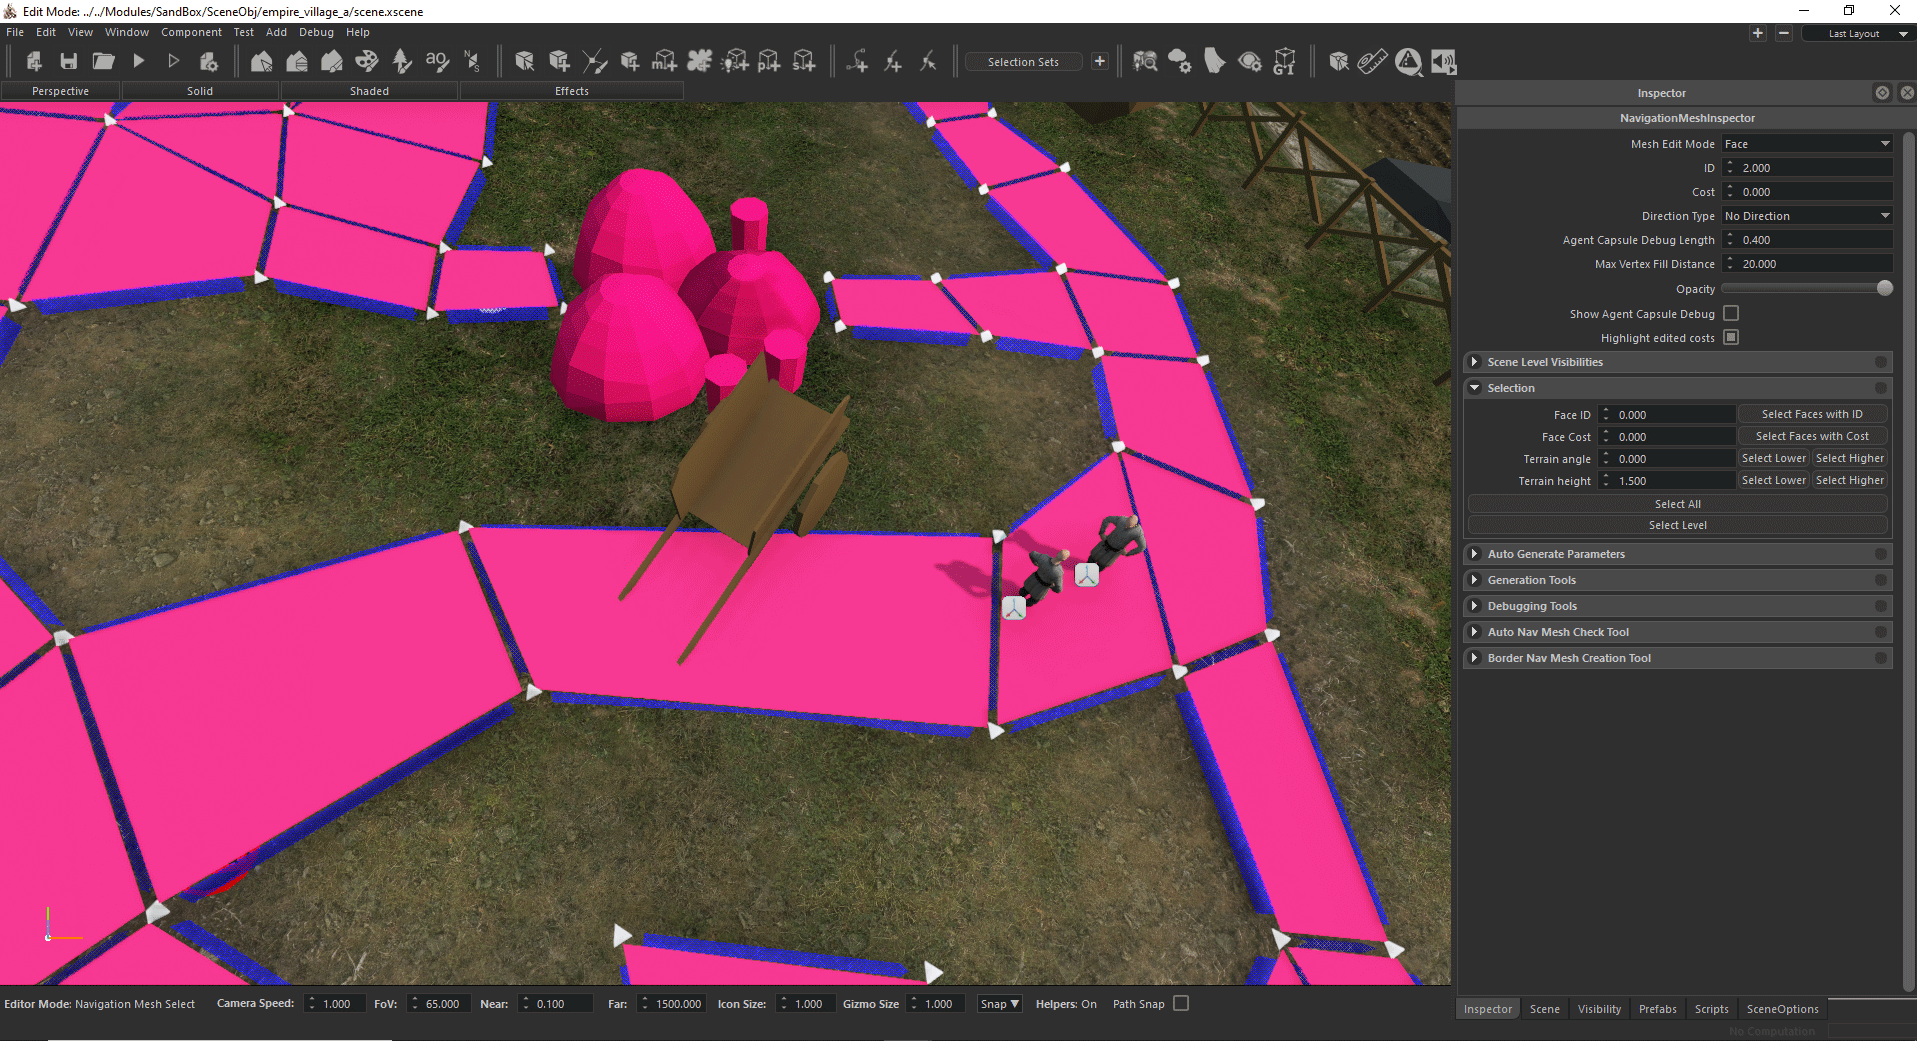 Edit Mode: ../../Modules/SandBox/SceneObj/empire_village_a/scene.xscene
File Edit View Window Component Test Add Debug Help
Last Layout
Selection Sets
Perspective Solid Shaded Effects
Inspector
NavigationMeshInspector
Mesh Edit Mode Face
ID 2.000
Cost 0.000
Direction Type No Direction
Agent Capsule Debug Length 0.400
Max Vertex Fill Distance 20.000
Opacity
Show Agent Capsule Debug
Highlight edited costs
Scene Level Visibilities
Selection
Face ID 0.000 Select Faces with ID
Face Cost 0.000 Select Faces with Cost
Terrain angle 0.000 Select Lower Select Higher
Terrain height 1.500 Select Lower Select Higher
Select All
Select Level
Auto Generate Parameters
Generation Tools
Debugging Tools
Auto Nav Mesh Check Tool
Border Nav Mesh Creation Tool
Editor Mode: Navigation Mesh Select Camera Speed: 1.000 FoV: 65.000 Near: 0.100 Far: 1500.000 Icon Size: 1.000 Gizmo Size 1.000 Snap▼ Helpers: On Path Snap
Inspector Scene Visibility Prefabs Scripts SceneOptions
No Computation